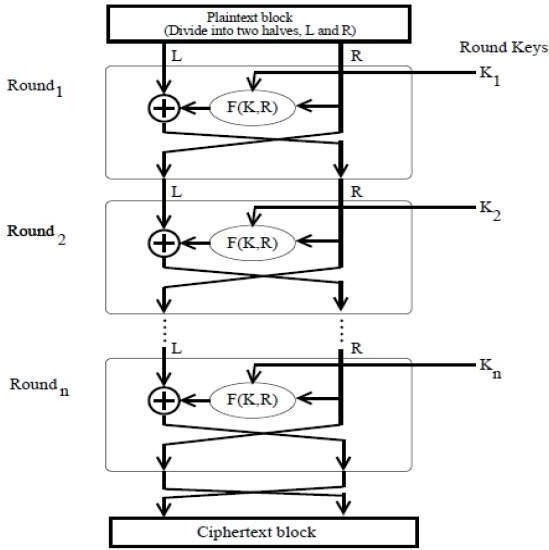 Plaintext block
(Divide into two halves, L and R)
L R
Round Keys
Round1
K1
F(K,R)
L R
Round2
K2
F(K,R)
L R
Roundn
Kn
F(K,R)
Ciphertext block